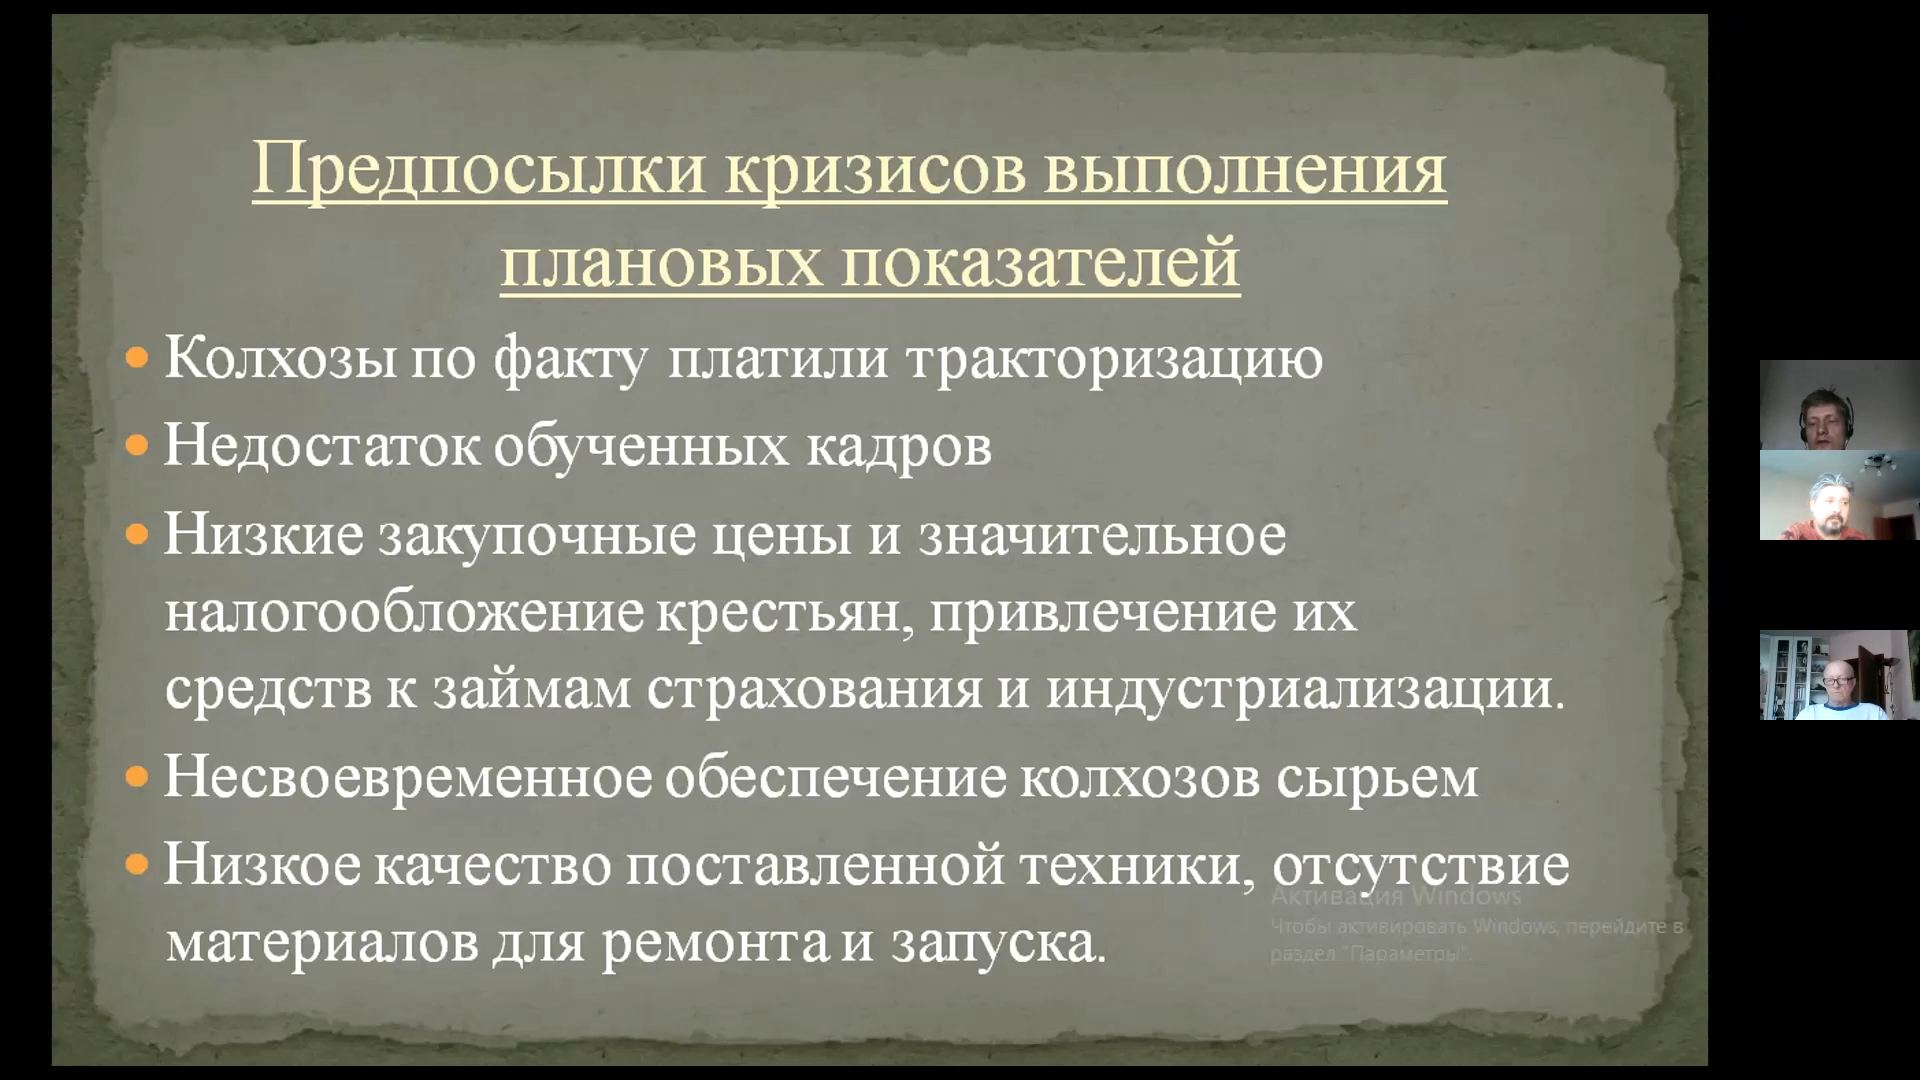 Предпосылки кризисов выполнения
плановых показателей
• Колхозы по факту платили тракторизацию
• Недостаток обученных кадров
• Низкие закупочные цены и значительное
налогообложение крестьян, привлечение их
средств к займам страхования и индустриализации.
• Несвоевременное обеспечение колхозов сырьем
• Низкое качество поставленной техники, отсутствие
материалов для ремонта и запуска.
Активация Windows
Чтобы активировать Windows, перейдите в
раздел "Параметры".